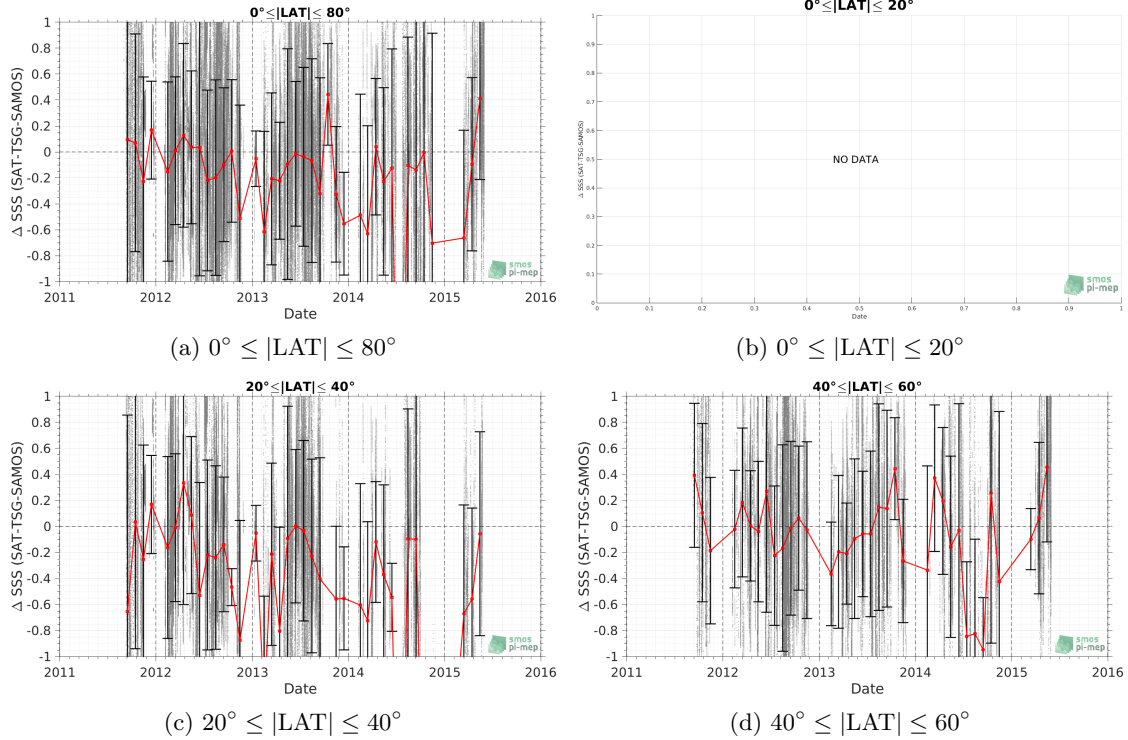 0°≤|LAT|≤ 80°
Δ SSS (SAT-TSG-SAMOS)
1
0.8
0.6
0.4
0.2
0
-0.2
-0.4
-0.6
-0.8
-1
2011 2012 2013 2014 2015 2016
Date
smos
pi-mep
(a) 0° ≤ |LAT| ≤ 80°
0°≤|LAT|≤ 20°
Δ SSS (SAT-TSG-SAMOS)
1
0.9
0.8
0.7
0.6
0.5
0.4
0.3
0.2
0.1
0
NO DATA
0 0.1 0.2 0.3 0.4 0.5 0.6 0.7 0.8 0.9 1
Date
smos
pi-mep
(b) 0° ≤ |LAT| ≤ 20°
20°≤|LAT|≤ 40°
Δ SSS (SAT-TSG-SAMOS)
1
0.8
0.6
0.4
0.2
0
-0.2
-0.4
-0.6
-0.8
-1
2011 2012 2013 2014 2015 2016
Date
smos
pi-mep
(c) 20° ≤ |LAT| ≤ 40°
40°≤|LAT|≤ 60°
Δ SSS (SAT-TSG-SAMOS)
1
0.8
0.6
0.4
0.2
0
-0.2
-0.4
-0.6
-0.8
-1
2011 2012 2013 2014 2015 2016
Date
smos
pi-mep
(d) 40° ≤ |LAT| ≤ 60°